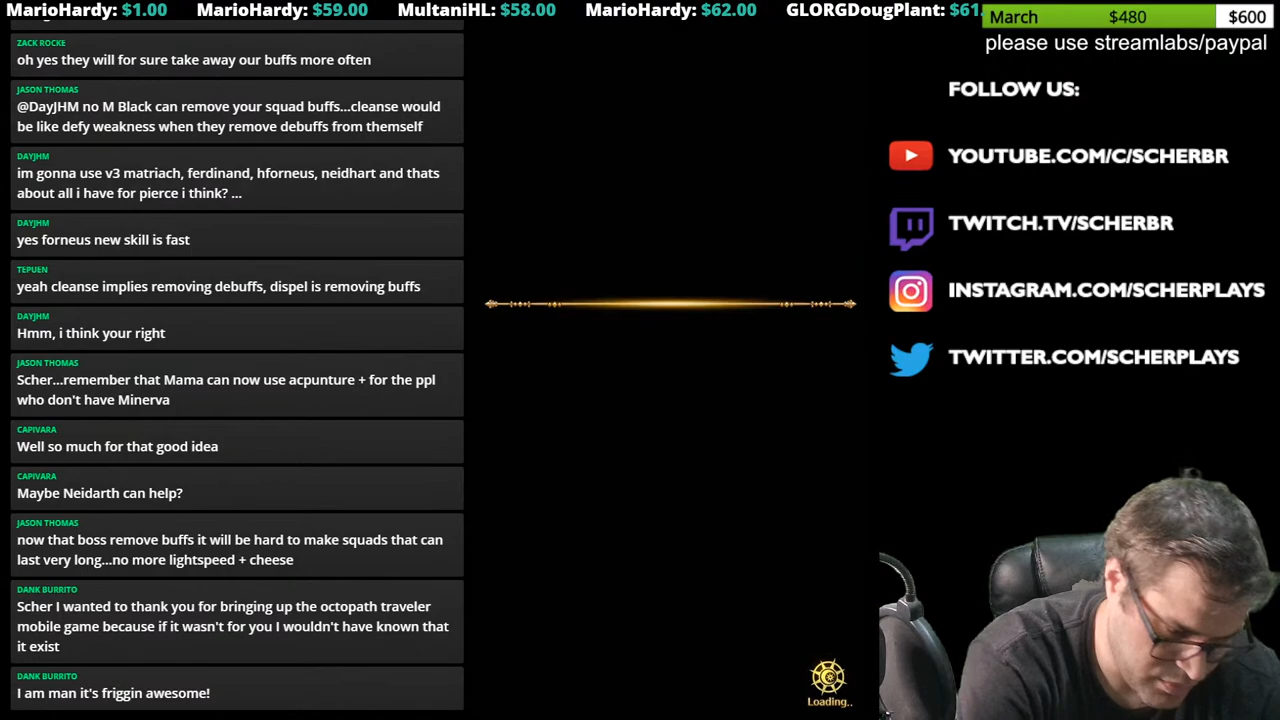 MarioHardy: $1.00 MarioHardy: $59.00 MultaniHL: $58.00 MarioHardy: $62.00 GLORGDougPlant: $61.
March $480 $600
please use streamlabs/paypal
ZACK ROCKE
oh yes they will for sure take away our buffs more often
JASON THOMAS
@DayJHM no M Black can remove your squad buffs...cleanse would
be like defy weakness when they remove debuffs from themself
DAYJHM
im gonna use v3 matriach, ferdinand, hforneus, neidhart and thats
about all i have for pierce i think? ...
DAYJHM
yes forneus new skill is fast
TEPUEN
yeah cleanse implies removing debuffs, dispel is removing buffs
DAYJHM
Hmm, i think your right
JASON THOMAS
Scher...remember that Mama can now use acpunture + for the ppl
who don't have Minerva
CAPIVARA
Well so much for that good idea
CAPIVARA
Maybe Neidarth can help?
JASON THOMAS
now that boss remove buffs it will be hard to make squads that can
last very long...no more lightspeed + cheese
DANK BURRITO
Scher I wanted to thank you for bringing up the octopath traveler
mobile game because if it wasn't for you I wouldn't have known that
it exist
DANK BURRITO
I am man it's friggin awesome!
Loading..
FOLLOW US:
YOUTUBE.COM/C/SCHERBR
TWITCH.TV/SCHERBR
INSTAGRAM.COM/SCHERPLAYS
TWITTER.COM/SCHERPLAYS